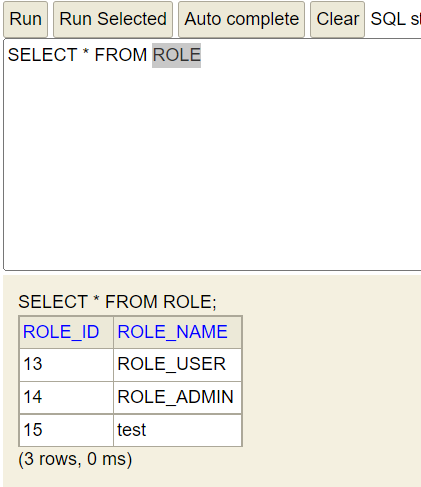 Run Run Selected Auto complete Clear SQL
SELECT * FROM ROLE
SELECT * FROM ROLE;
ROLE_ID ROLE_NAME
13 ROLE_USER
14 ROLE_ADMIN
15 test
(3 rows, 0 ms)